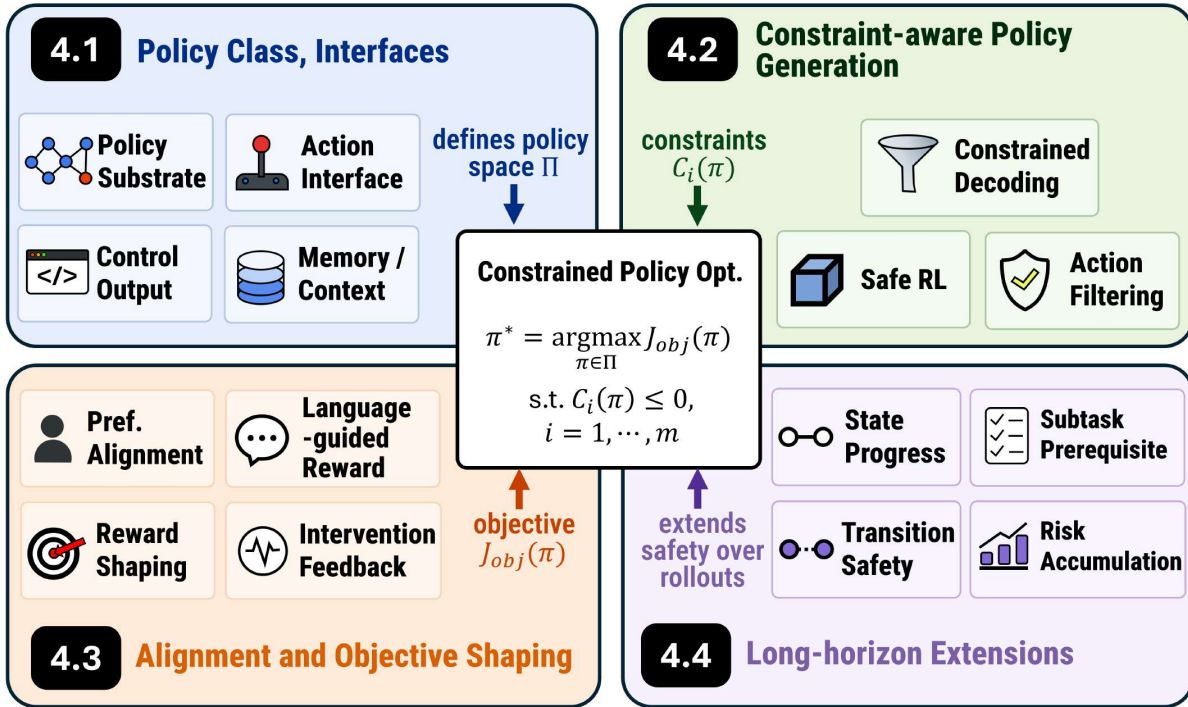 4.1
Policy Class, Interfaces
Policy
Substrate
Action
Interface
Control
Output
</>
Memory /
Context
defines policy
space Π
4.2
Constraint-aware Policy
Generation
constraints
C_i(π)
Constrained
Decoding
Safe RL
Action
Filtering
Constrained Policy Opt.
π* = argmax J_obj(π)
π∈Π
s.t. C_i(π) ≤ 0,
i = 1, ⋯, m
Pref.
Alignment
Language
-guided
Reward
Reward
Shaping
Intervention
Feedback
objective
J_obj(π)
4.3
Alignment and Objective Shaping
extends
safety over
rollouts
State
Progress
Subtask
Prerequisite
Transition
Safety
Risk
Accumulation
4.4
Long-horizon Extensions